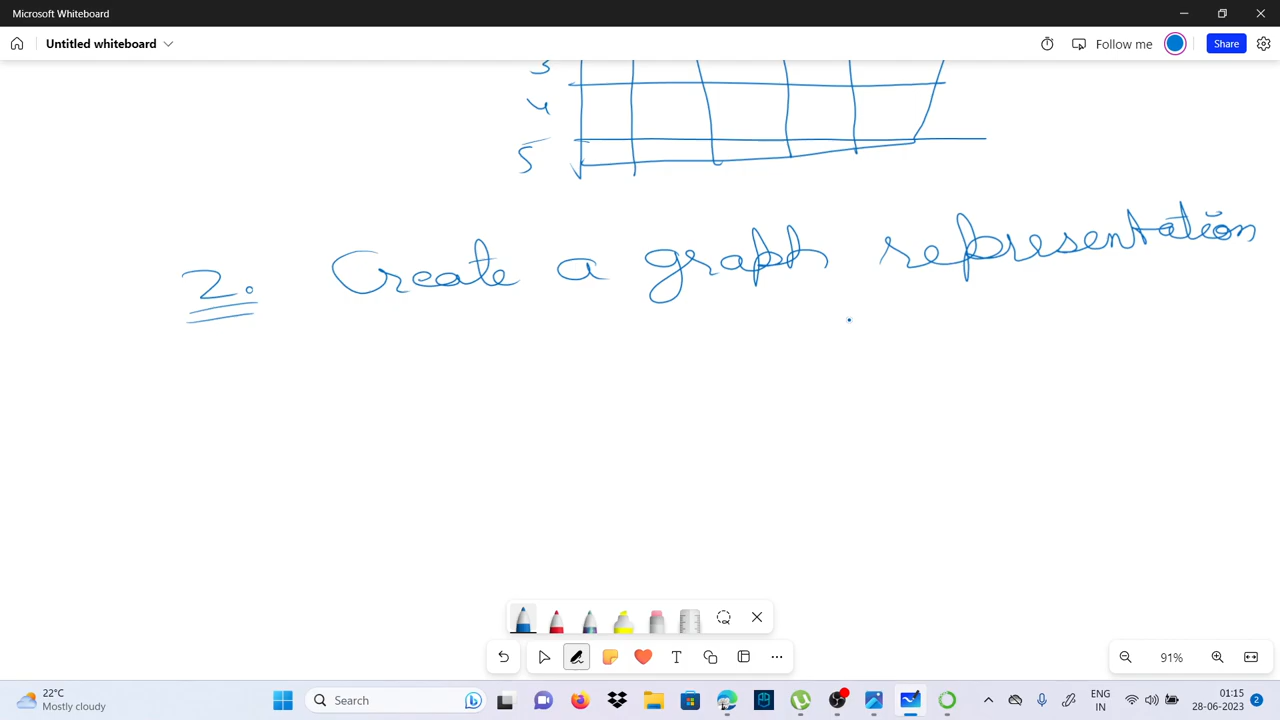 Microsoft Whiteboard
Untitled whiteboard
Follow me
Share
3
4
5
2. Create a graph representation
91%
22°C
Mostly cloudy
Search
ENG
IN
01:15
28-06-2023
2